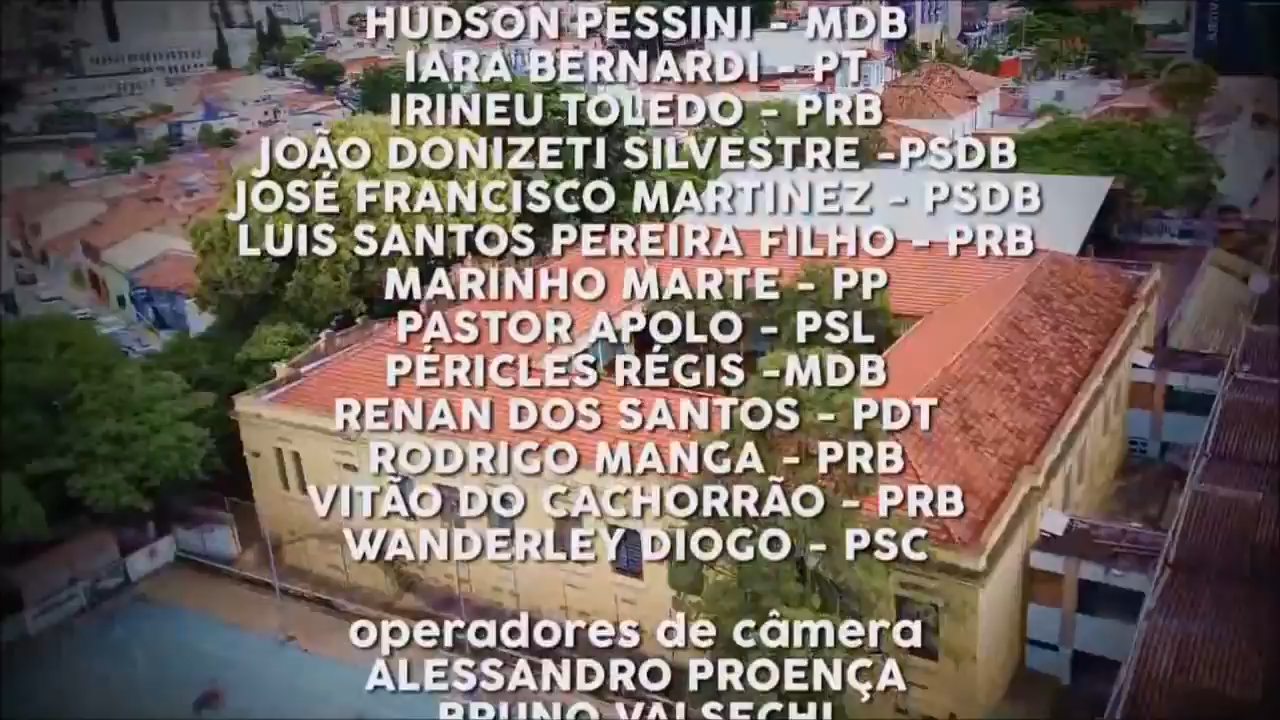 HUDSON PESSINI - MDB
IARA BERNARDI - PT
IRINEU TOLEDO - PRB
JOÃO DONIZETI SILVESTRE -PSDB
JOSÉ FRANCISCO MARTINEZ - PSDB
LUIS SANTOS PEREIRA FILHO - PRB
MARINHO MARTE - PP
PASTOR APOLO - PSL
PÉRICLES RÉGIS -MDB
RENAN DOS SANTOS - PDT
RODRIGO MANGA - PRB
VITÃO DO CACHORRÃO - PRB
WANDERLEY DIOGO - PSC
operadores de câmera
ALESSANDRO PROENÇA
BRUNO VALSECHI